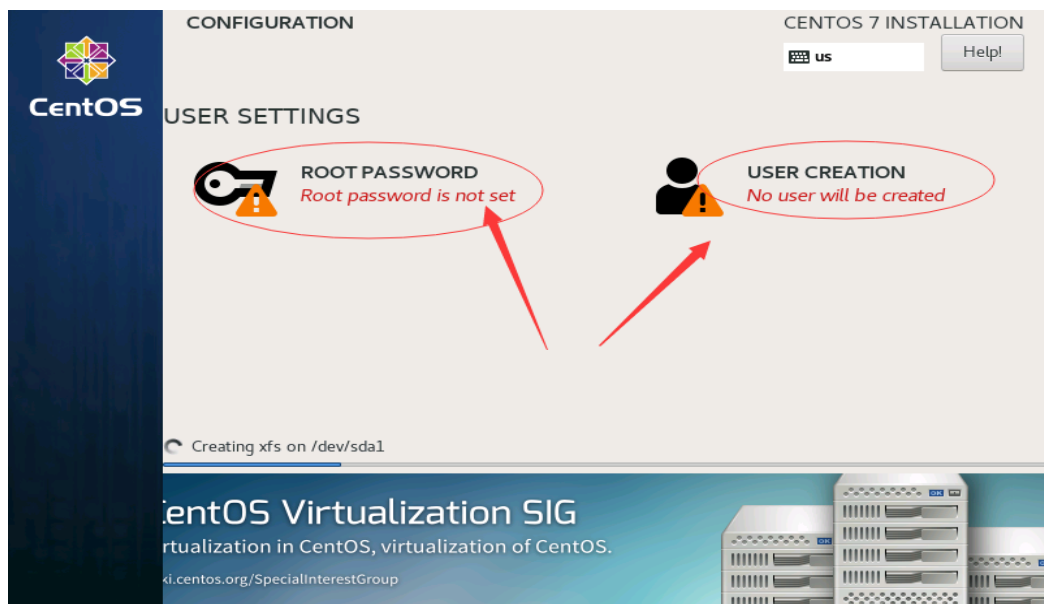 CONFIGURATION
CENTOS 7 INSTALLATION
us
Help!
CentOS
USER SETTINGS
ROOT PASSWORD
Root password is not set
USER CREATION
No user will be created
Creating xfs on /dev/sda1
entOS Virtualization SIG
rtualization in CentOS, virtualization of CentOS.
ki.centos.org/SpecialInterestGroup
OK
OK